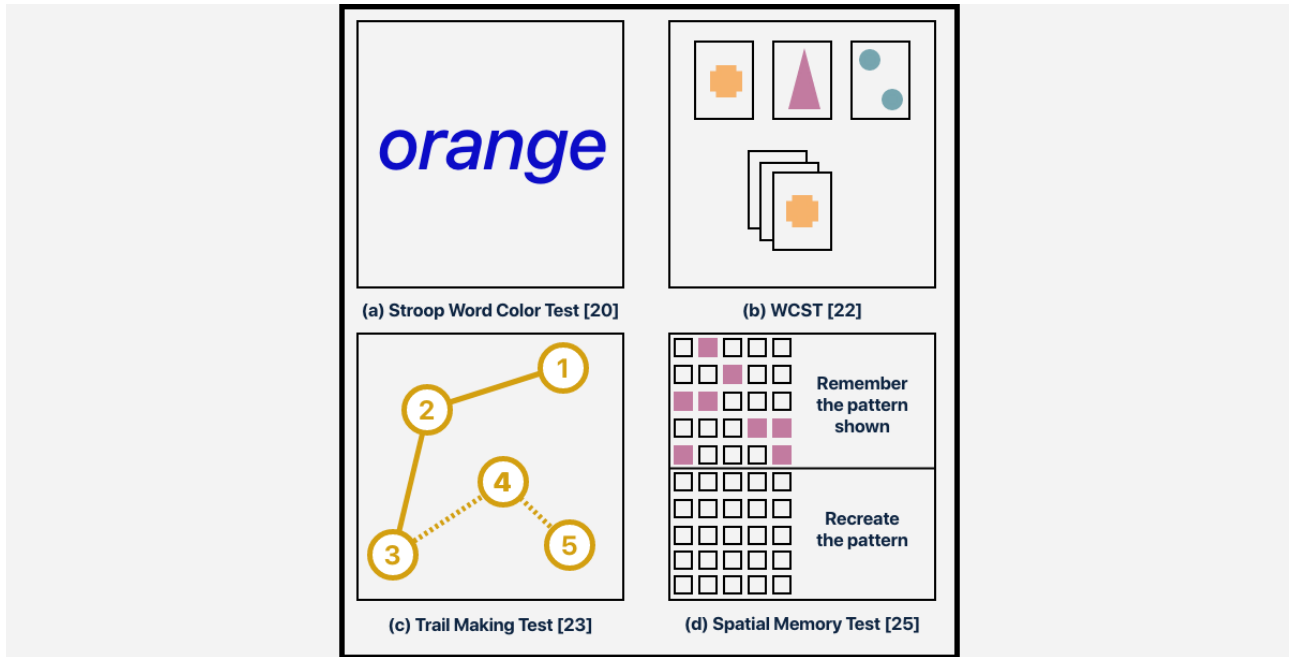 orange
(a) Stroop Word Color Test [20]
(b) WCST [22]
1
2
3
4
5
(c) Trail Making Test [23]
Remember
the pattern
shown
Recreate
the pattern
(d) Spatial Memory Test [25]